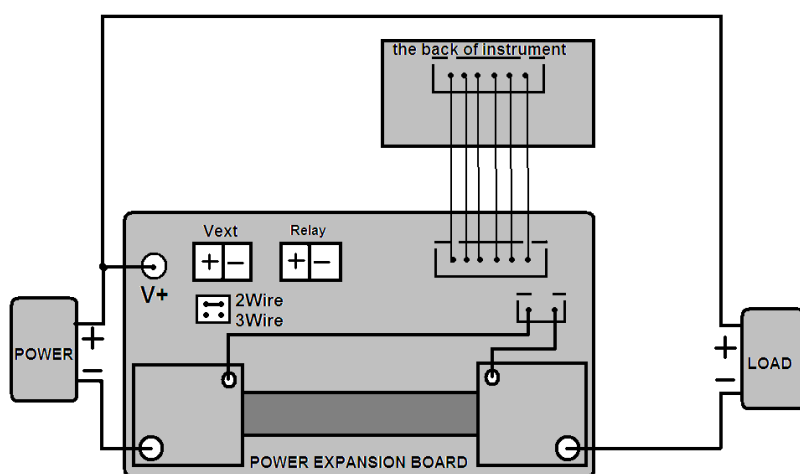 the back of instrument
Vext
Relay
+ −
+ −
V+
2Wire
3Wire
POWER
+
−
+
−
LOAD
POWER EXPANSION BOARD